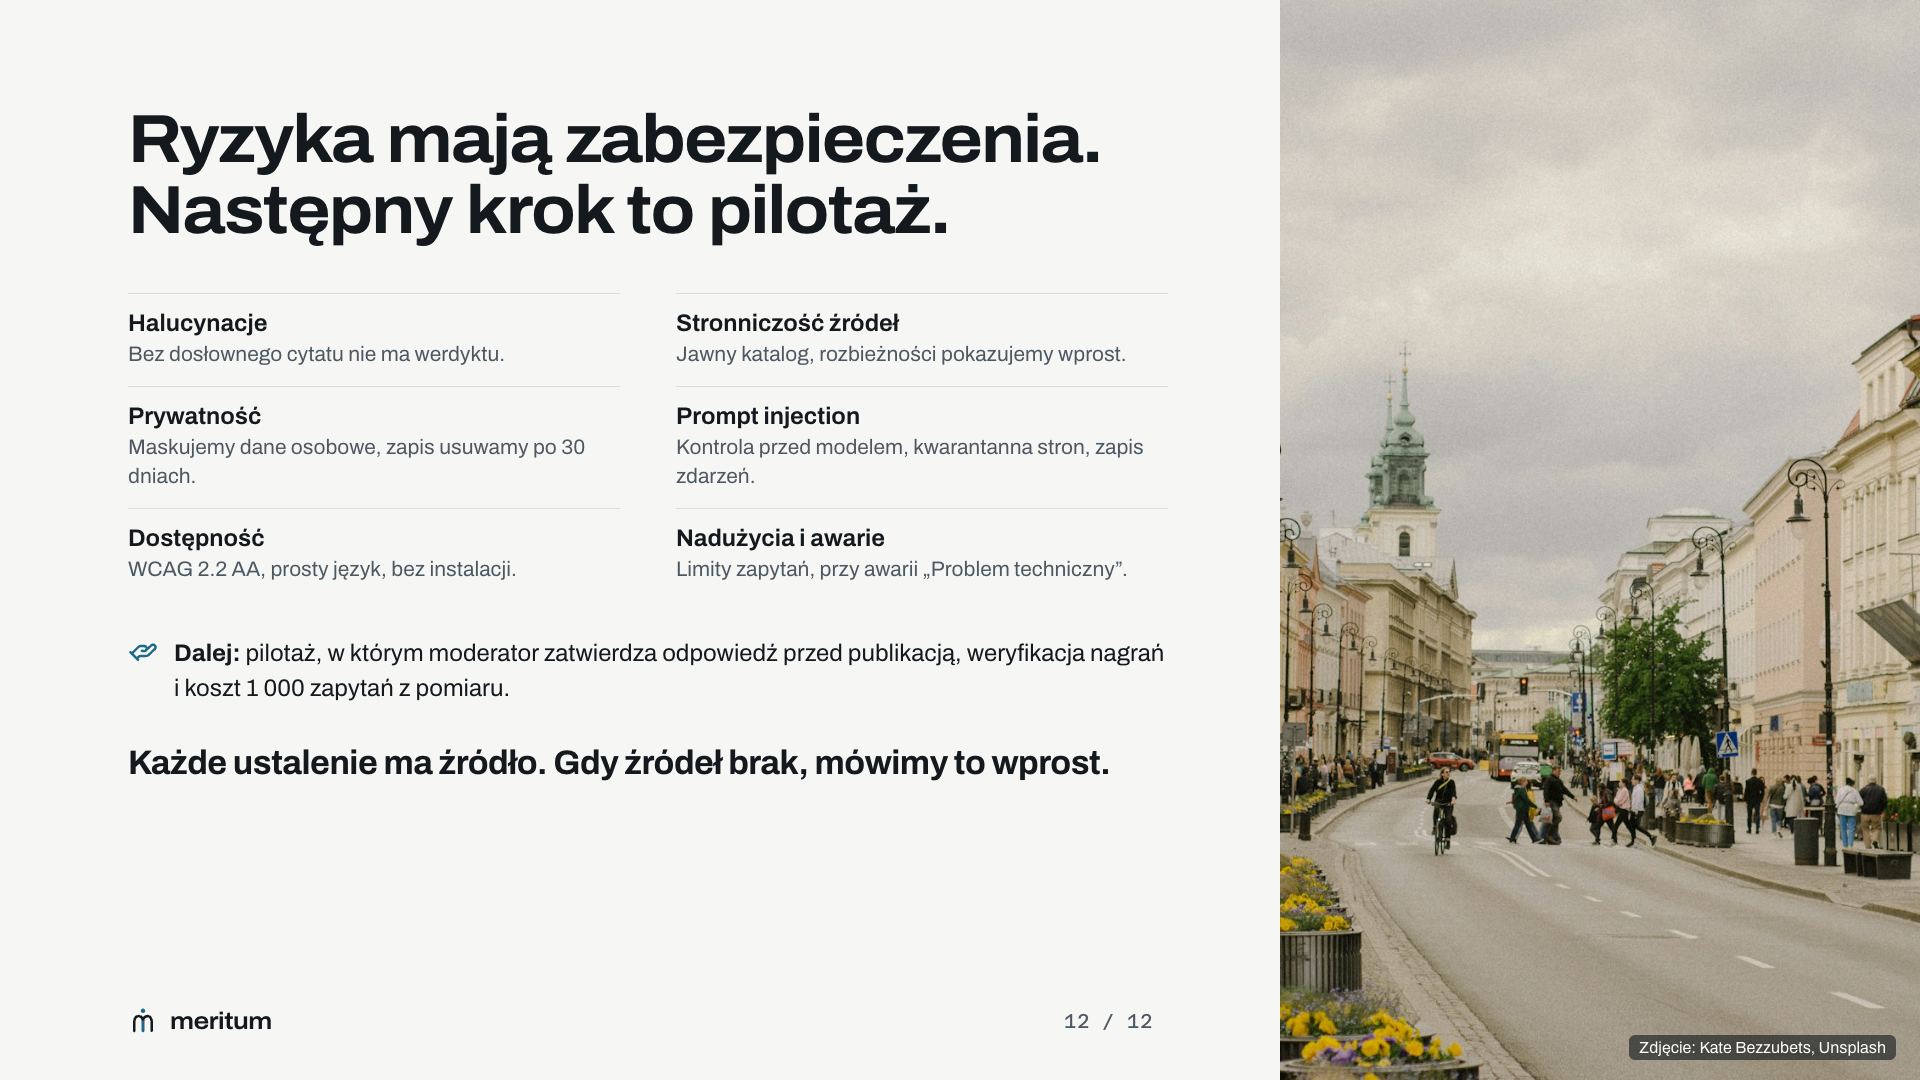 Ryzyka mają zabezpieczenia.
Następny krok to pilotaż.
Halucynacje
Bez dosłownego cytatu nie ma werdyktu.
Stronniczość źródeł
Jawny katalog, rozbieżności pokazujemy wprost.
Prywatność
Maskujemy dane osobowe, zapis usuwamy po 30
dniach.
Prompt injection
Kontrola przed modelem, kwarantanna stron, zapis
zdarzeń.
Dostępność
WCAG 2.2 AA, prosty język, bez instalacji.
Nadużycia i awarie
Limity zapytań, przy awarii „Problem techniczny”.
Dalej: pilotaż, w którym moderator zatwierdza odpowiedź przed publikacją, weryfikacja nagrań
i koszt 1 000 zapytań z pomiaru.
Każde ustalenie ma źródło. Gdy źródeł brak, mówimy to wprost.
meritum
12 / 12
Zdjęcie: Kate Bezzubets, Unsplash